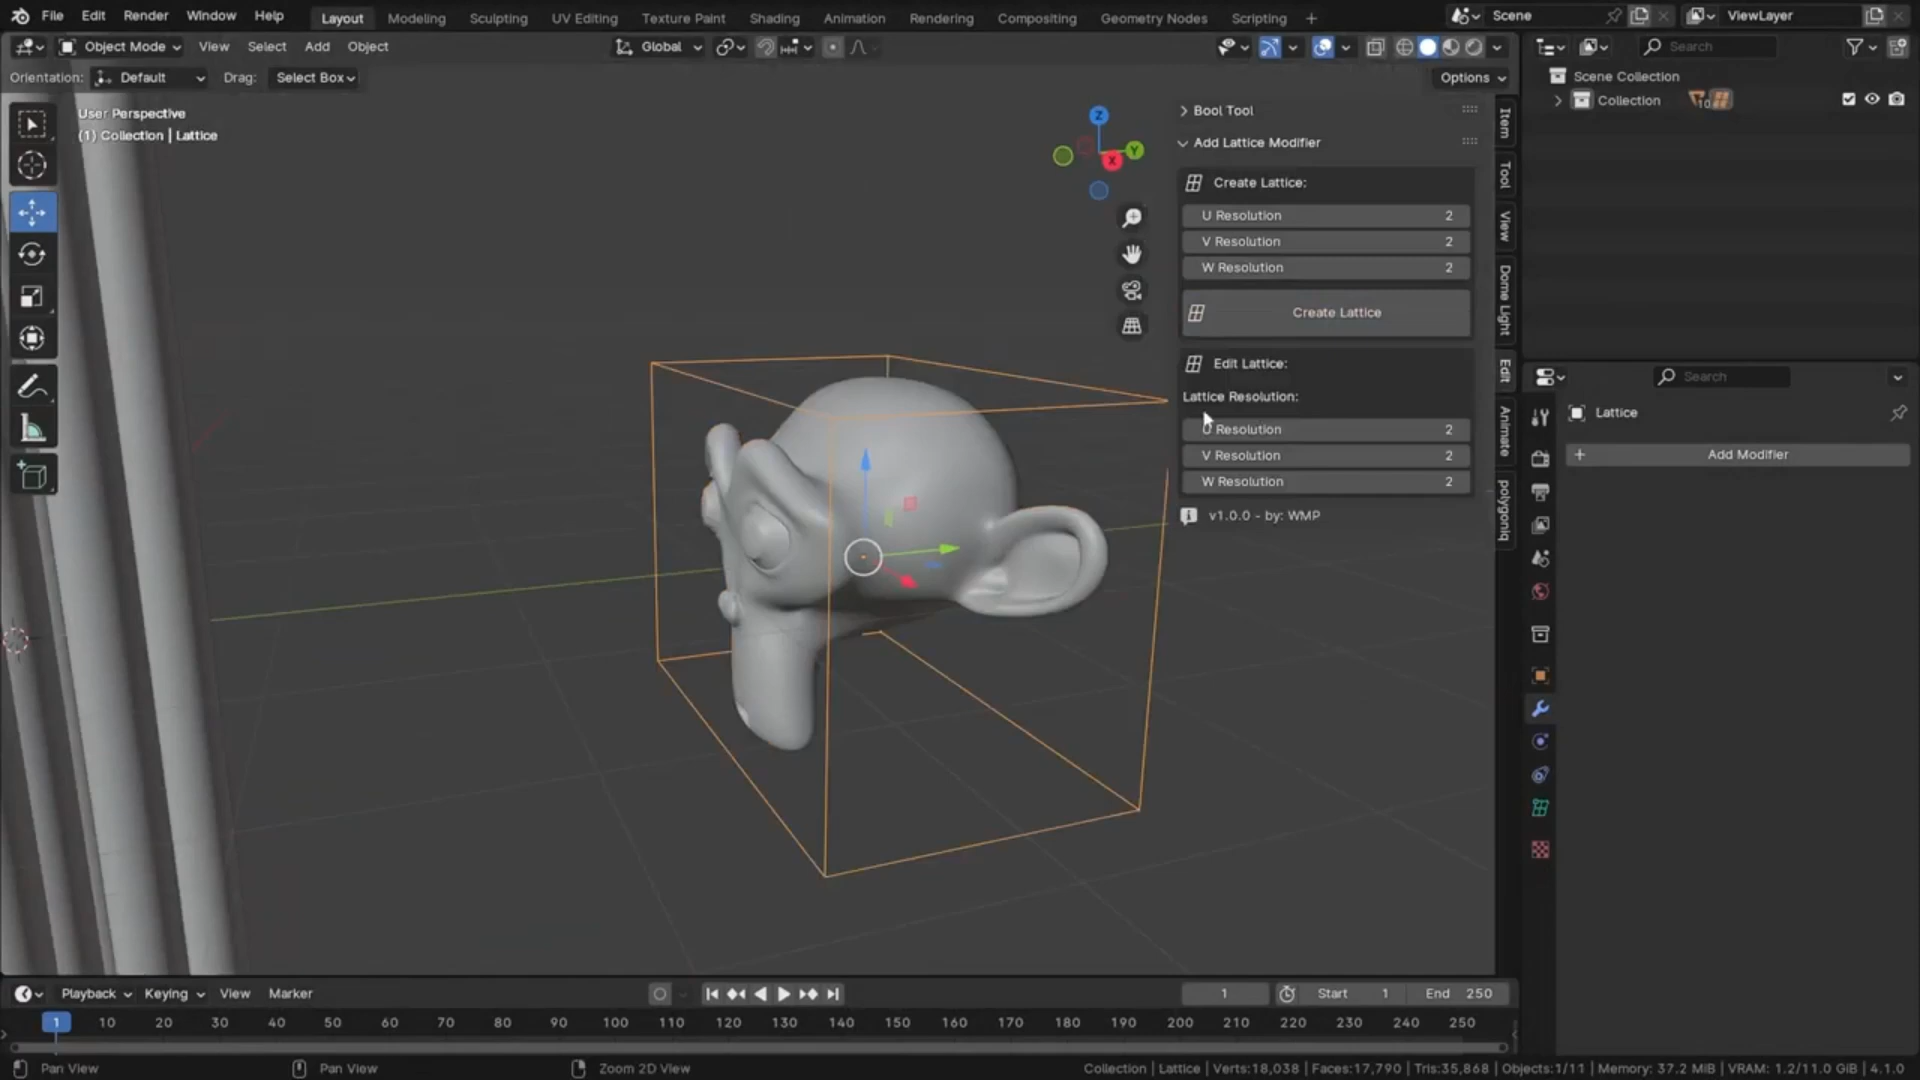 File Edit Render Window Help Layout Modeling Sculpting UV Editing Texture Paint Shading Animation Rendering Compositing Geometry Nodes Scripting + Scene ViewLayer
Object Mode View Select Add Object Global Search
Orientation: Default Drag: Select Box Options
User Perspective
(1) Collection | Lattice
Z
Y
X
Bool Tool
Add Lattice Modifier
Create Lattice:
U Resolution 2
V Resolution 2
W Resolution 2
Create Lattice
Edit Lattice:
Lattice Resolution:
U Resolution 2
V Resolution 2
W Resolution 2
v1.0.0 - by: WMP
Item
Tool
View
Dome Light
Edit
Animate
polygoniq
Scene Collection
Collection 10
Search
Lattice
+ Add Modifier
Playback Keying View Marker 1 Start 1 End 250
1 10 20 30 40 50 60 70 80 90 100 110 120 130 140 150 160 170 180 190 200 210 220 230 240 250
Pan View Pan View Zoom 2D View Collection | Lattice | Verts:18,038 | Faces:17,790 | Tris:35,868 | Objects:1/11 | Memory: 37.2 MiB | VRAM: 1.2/11.0 GiB | 4.1.0